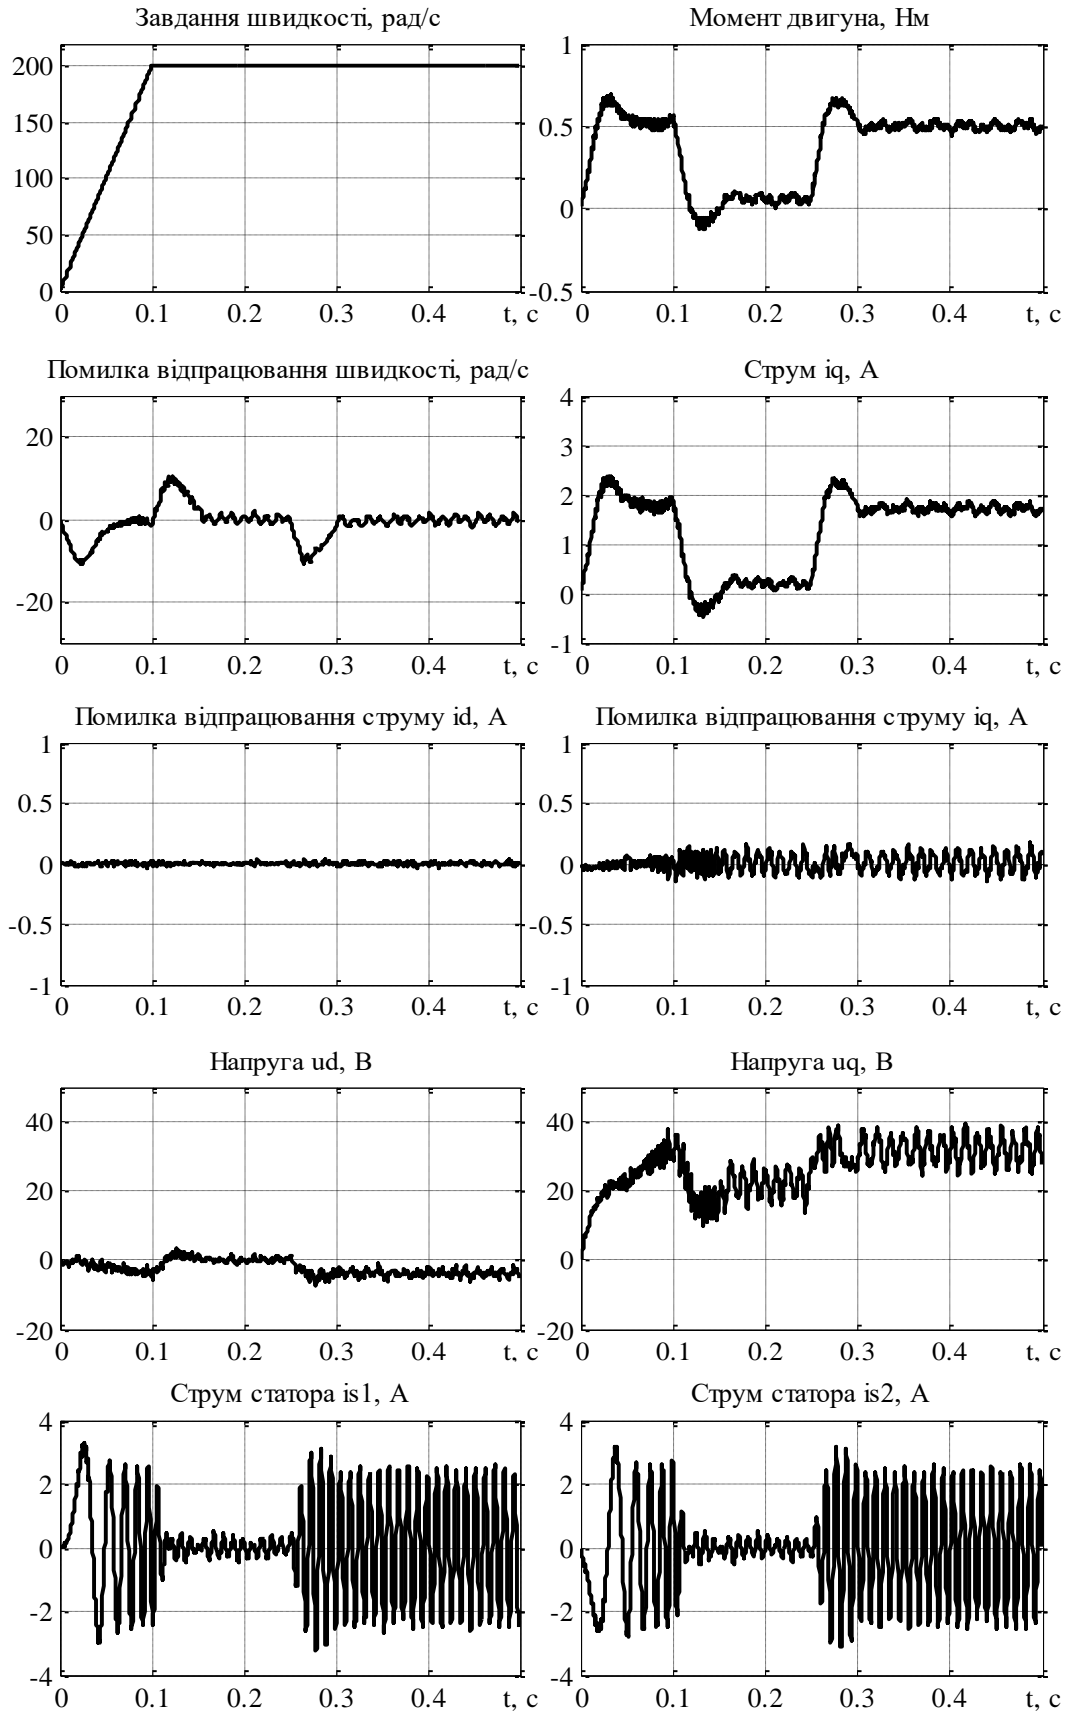 Завдання швидкості, рад/с
200
150
100
50
0
0 0.1 0.2 0.3 0.4 t, с
Момент двигуна, Нм
1
0.5
0
-0.5
0 0.1 0.2 0.3 0.4 t, с
Помилка відпрацювання швидкості, рад/с
20
0
-20
0 0.1 0.2 0.3 0.4 t, с
Струм iq, А
4
3
2
1
0
-1
0 0.1 0.2 0.3 0.4 t, с
Помилка відпрацювання струму id, А
1
0.5
0
-0.5
-1
0 0.1 0.2 0.3 0.4 t, с
Помилка відпрацювання струму iq, А
1
0.5
0
-0.5
-1
0 0.1 0.2 0.3 0.4 t, с
Напруга ud, В
40
20
0
-20
0 0.1 0.2 0.3 0.4 t, с
Напруга uq, В
40
20
0
-20
0 0.1 0.2 0.3 0.4 t, с
Струм статора is1, А
4
2
0
-2
-4
0 0.1 0.2 0.3 0.4 t, с
Струм статора is2, А
4
2
0
-2
-4
0 0.1 0.2 0.3 0.4 t, с